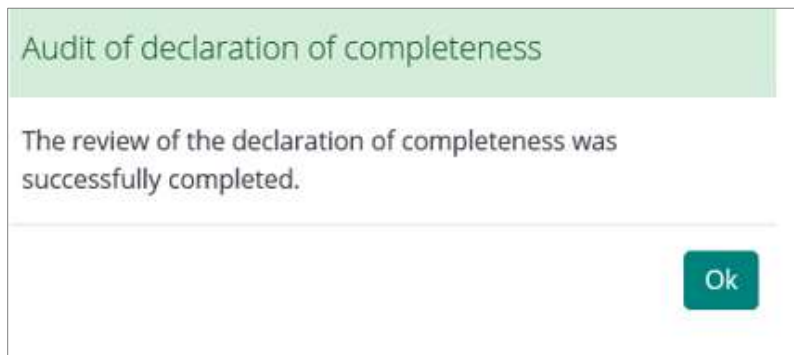 Audit of declaration of completeness
The review of the declaration of completeness was
successfully completed.
Ok